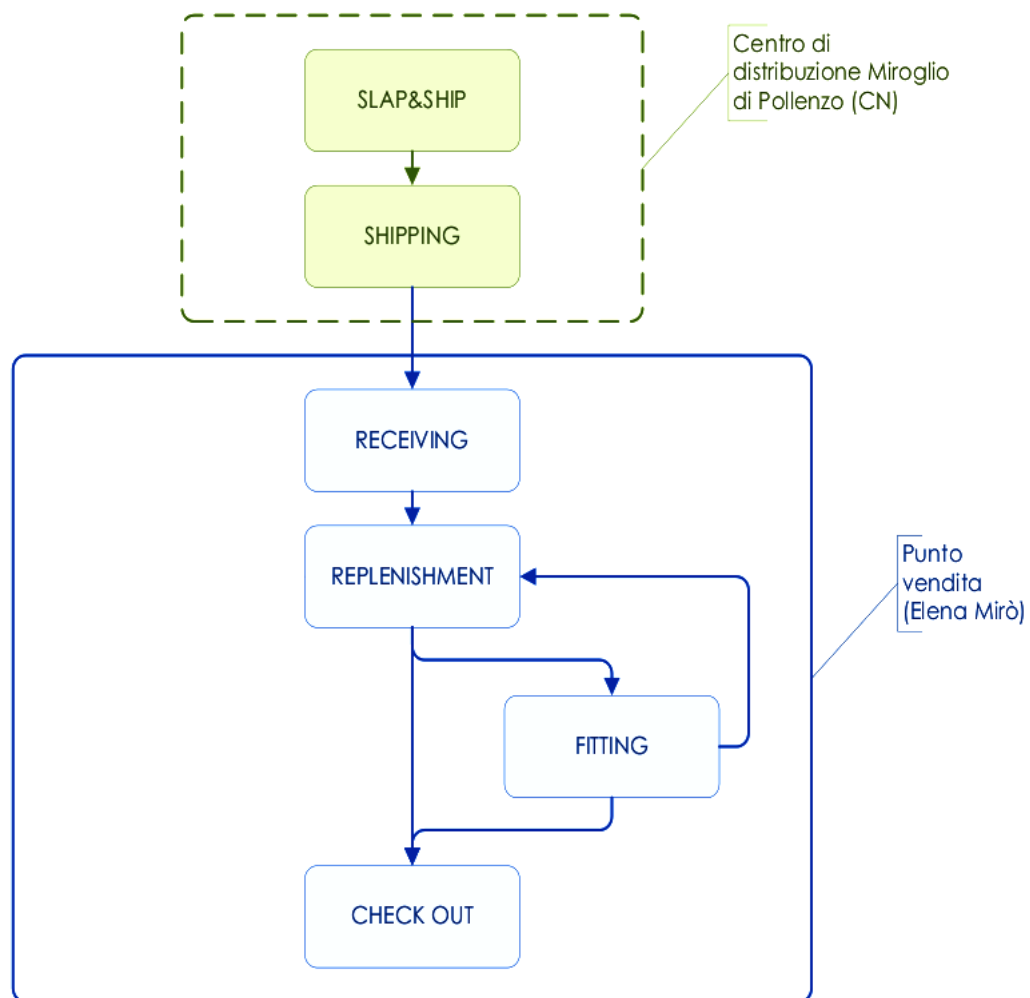 SLAP&SHIP
Centro di
distribuzione Miroglio
di Pollenzo (CN)
SHIPPING
RECEIVING
REPLENISHMENT
Punto
vendita
(Elena Mirò)
FITTING
CHECK OUT